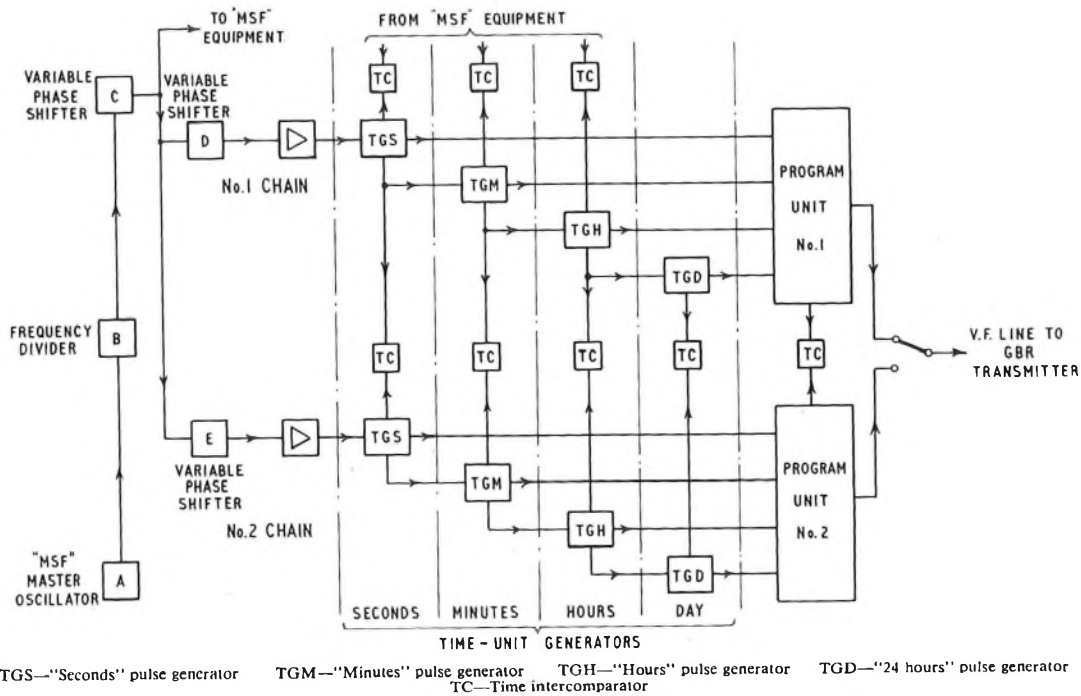 TO "MSF"
EQUIPMENT
FROM "MSF" EQUIPMENT
VARIABLE
PHASE
SHIFTER
C
VARIABLE
PHASE
SHIFTER
D
No.1 CHAIN
TC
TC
TC
TGS
TGM
TGH
TGD
PROGRAM
UNIT
No.1
FREQUENCY
DIVIDER
B
TC
TC
TC
TC
TC
V.F. LINE TO
GBR
TRANSMITTER
E
VARIABLE
PHASE
SHIFTER
No.2 CHAIN
TGS
TGM
TGH
TGD
PROGRAM
UNIT
No.2
"MSF"
MASTER
OSCILLATOR
A
SECONDS
MINUTES
HOURS
DAY
TIME-UNIT GENERATORS
TGS—"Seconds" pulse generator TGM—"Minutes" pulse generator TGH—"Hours" pulse generator TGD—"24 hours" pulse generator
TC—Time intercomparator